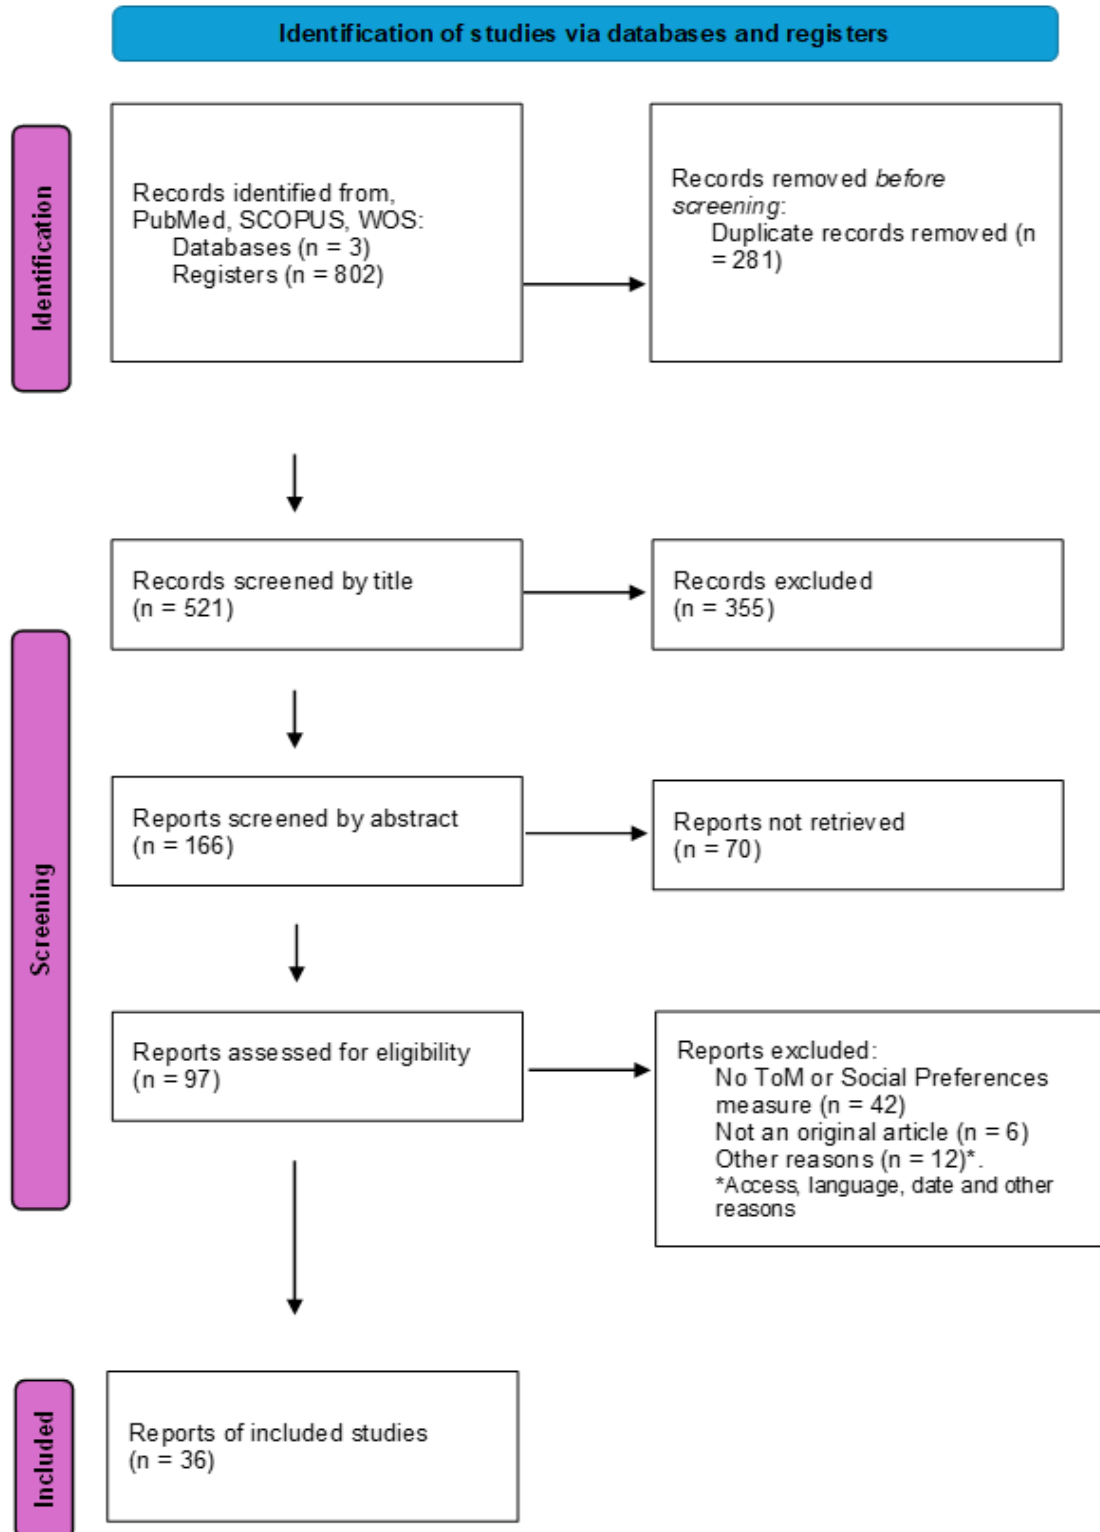 Identification of studies via databases and registers
Identification
Records identified from,
PubMed, SCOPUS, WOS:
Databases (n = 3)
Registers (n = 802)
Records removed before
screening:
Duplicate records removed (n
= 281)
Screening
Records screened by title
(n = 521)
Records excluded
(n = 355)
Reports screened by abstract
(n = 166)
Reports not retrieved
(n = 70)
Reports assessed for eligibility
(n = 97)
Reports excluded:
No ToM or Social Preferences
measure (n = 42)
Not an original article (n = 6)
Other reasons (n = 12)*.
*Access, language, date and other
reasons
Included
Reports of included studies
(n = 36)